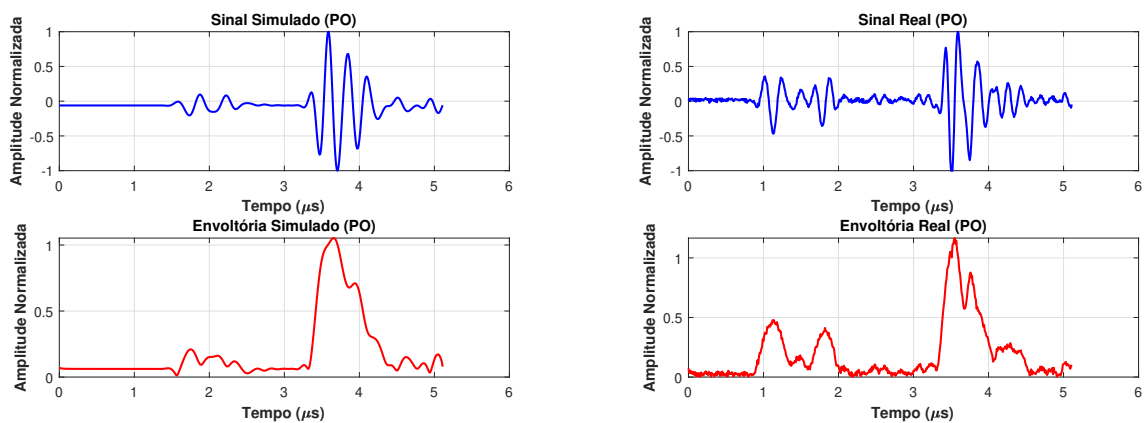 Sinal Simulado (PO)
Amplitude Normalizada
1
0.5
0
-0.5
-1
0 1 2 3 4 5 6
Tempo (μs)
Sinal Real (PO)
Amplitude Normalizada
1
0.5
0
-0.5
-1
0 1 2 3 4 5 6
Tempo (μs)
Envoltória Simulado (PO)
Amplitude Normalizada
1
0.5
0
0 1 2 3 4 5 6
Tempo (μs)
Envoltória Real (PO)
Amplitude Normalizada
1
0.5
0
0 1 2 3 4 5 6
Tempo (μs)